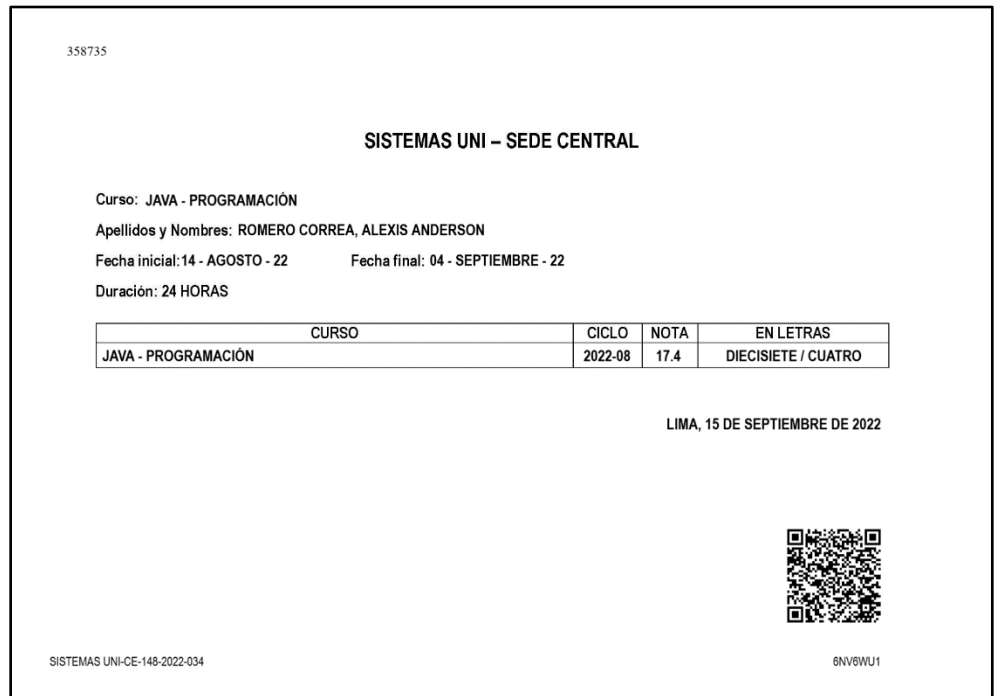 358735
SISTEMAS UNI – SEDE CENTRAL
Curso: JAVA - PROGRAMACIÓN
Apellidos y Nombres: ROMERO CORREA, ALEXIS ANDERSON
Fecha inicial:14 - AGOSTO - 22 Fecha final: 04 - SEPTIEMBRE - 22
Duración: 24 HORAS
CURSO CICLO NOTA EN LETRAS
JAVA - PROGRAMACIÓN 2022-08 17.4 DIECISIETE / CUATRO
LIMA, 15 DE SEPTIEMBRE DE 2022
SISTEMAS UNI-CE-148-2022-034 6NV6WU1